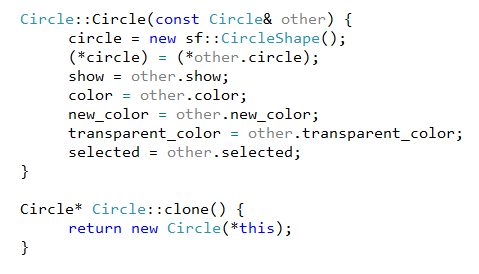 Circle::Circle(const Circle& other) {
circle = new sf::CircleShape();
(*circle) = (*other.circle);
show = other.show;
color = other.color;
new_color = other.new_color;
transparent_color = other.transparent_color;
selected = other.selected;
}
Circle* Circle::clone() {
return new Circle(*this);
}